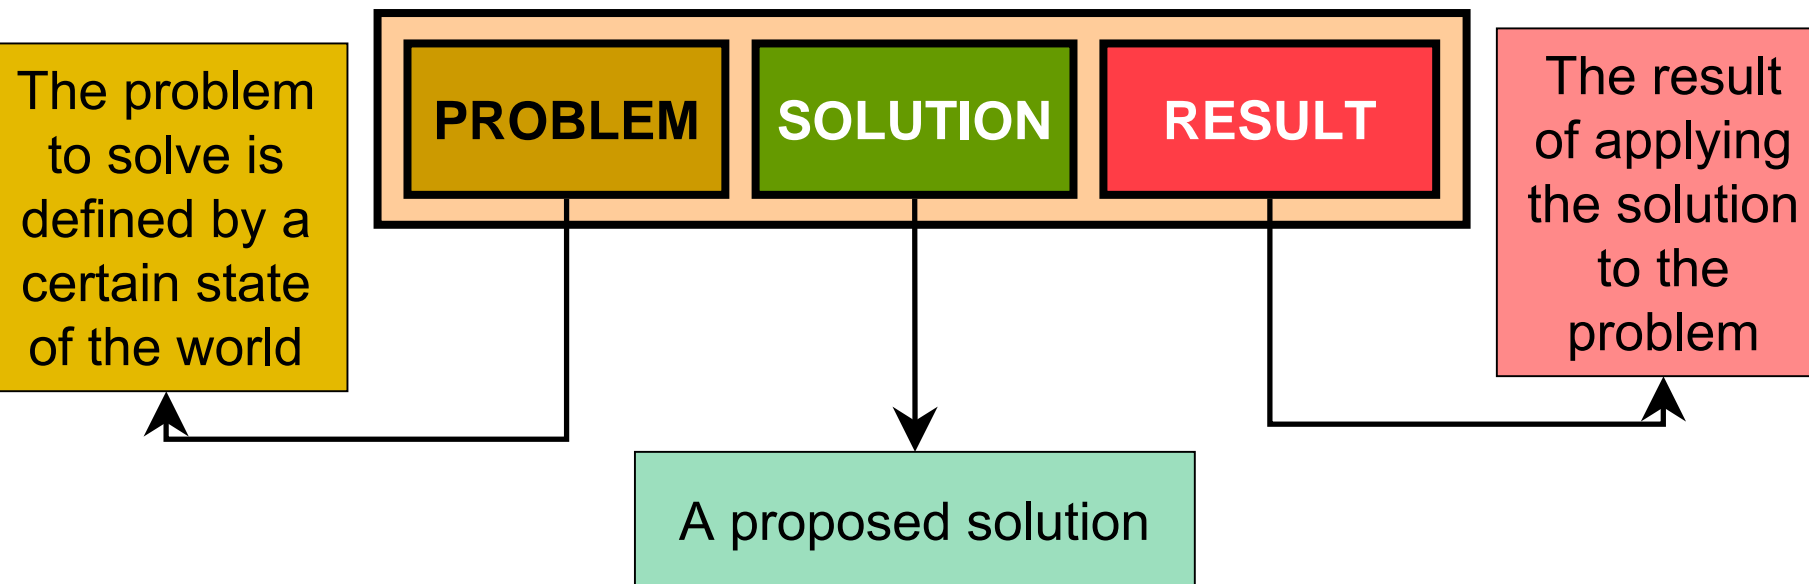 PROBLEM
SOLUTION
RESULT
The problem
to solve is
defined by a
certain state
of the world
A proposed solution
The result
of applying
the solution
to the
problem